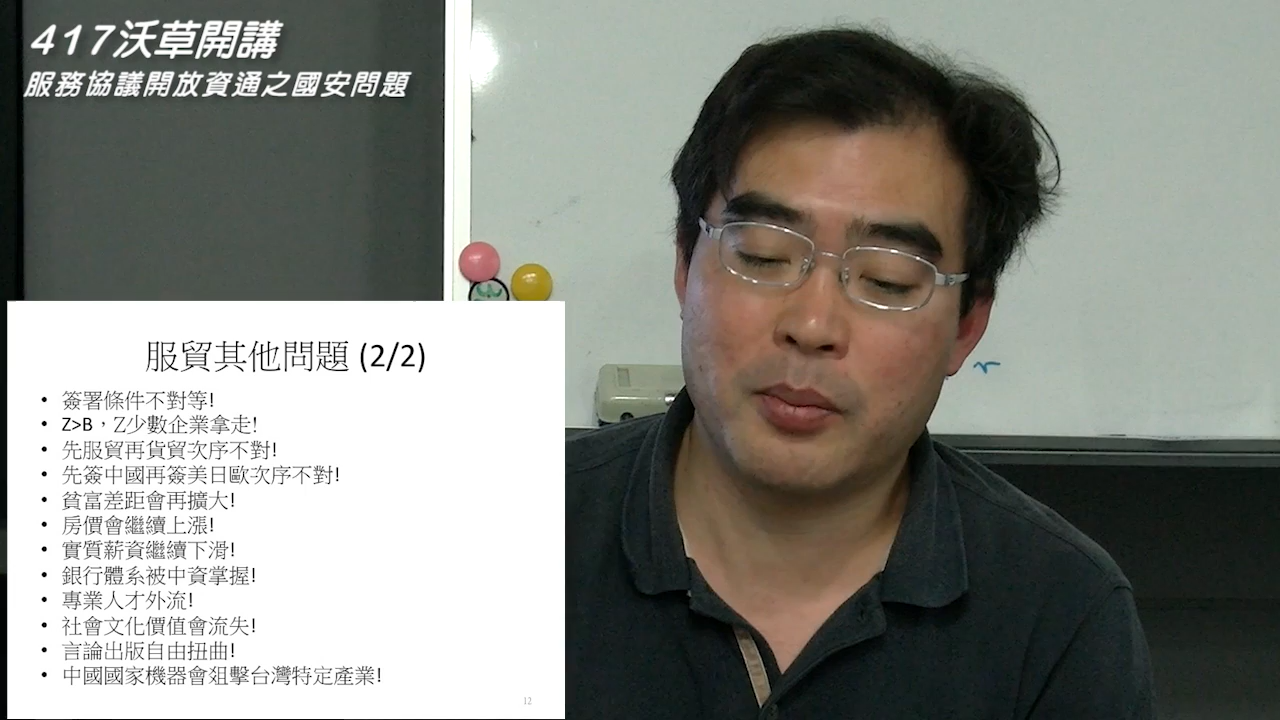 417沃草開講
服務協議開放資通之國安問題
服貿其他問題 (2/2)
• 簽署條件不對等!
• Z>B，Z少數企業拿走!
• 先服貿再貨貿次序不對!
• 先簽中國再簽美日歐次序不對!
• 貧富差距會再擴大!
• 房價會繼續上漲!
• 實質薪資繼續下滑!
• 銀行體系被中資掌握!
• 專業人才外流!
• 社會文化價值會流失!
• 言論出版自由扭曲!
• 中國國家機器會狙擊台灣特定產業!
12